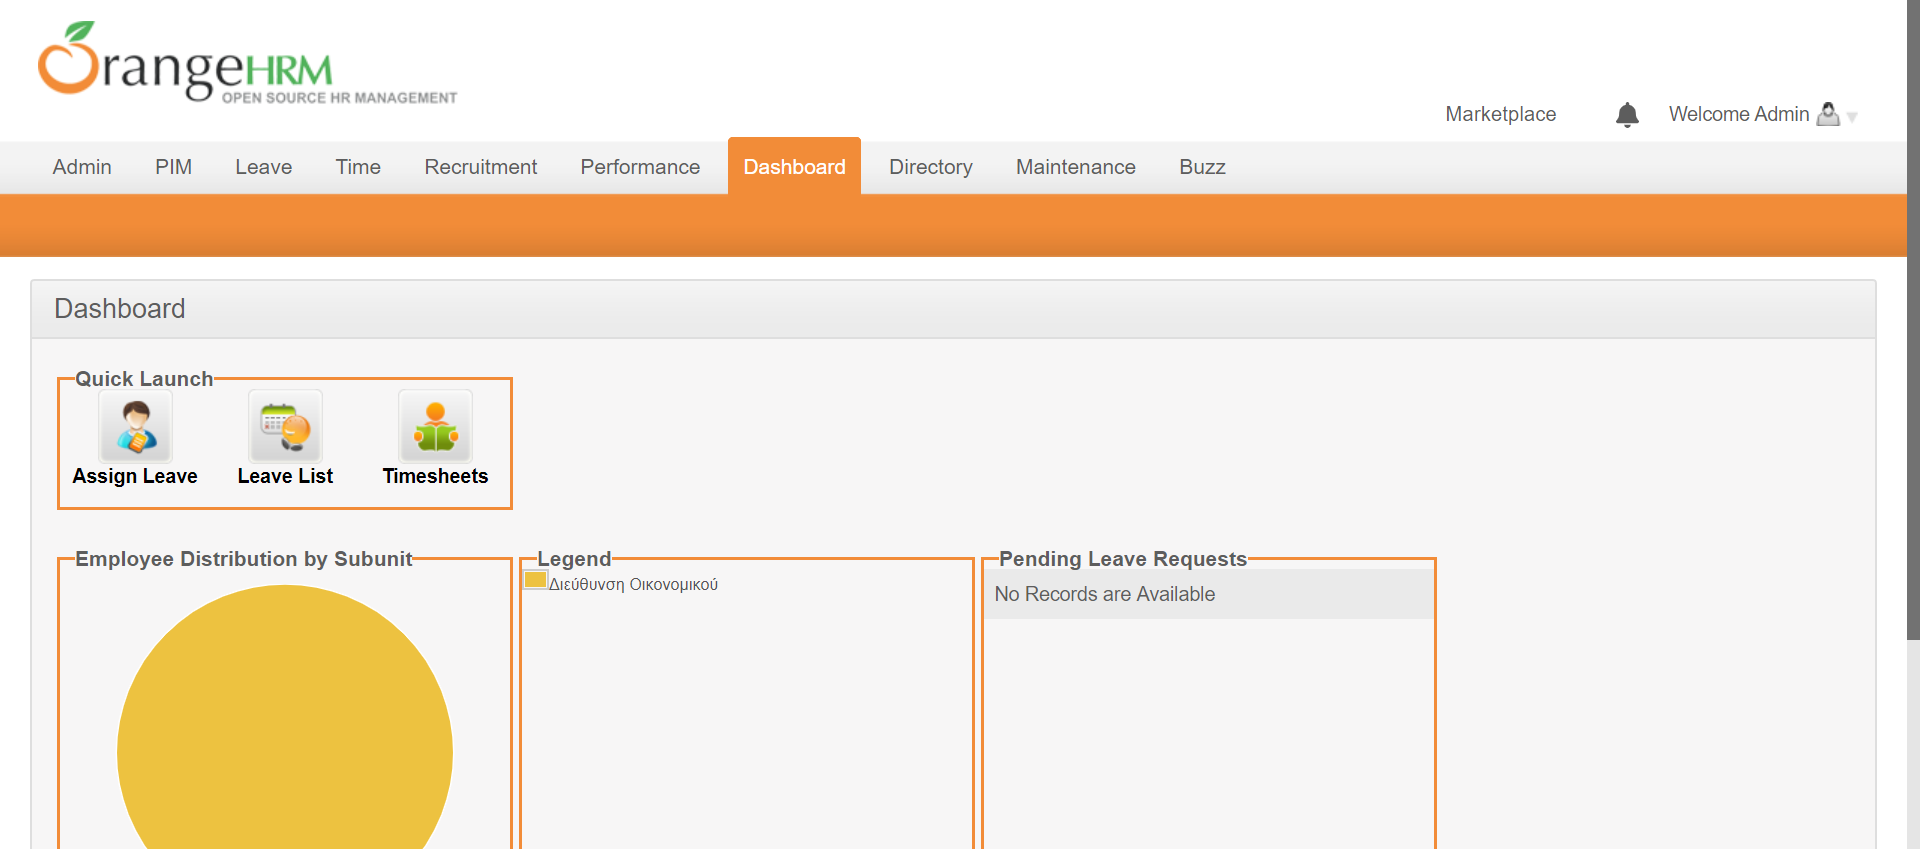 OrangeHRM
OPEN SOURCE HR MANAGEMENT
Marketplace
Welcome Admin
Admin PIM Leave Time Recruitment Performance Dashboard Directory Maintenance Buzz
Dashboard
Quick Launch
Assign Leave Leave List Timesheets
Employee Distribution by Subunit
Legend
Διεύθυνση Οικονομικού
Pending Leave Requests
No Records are Available